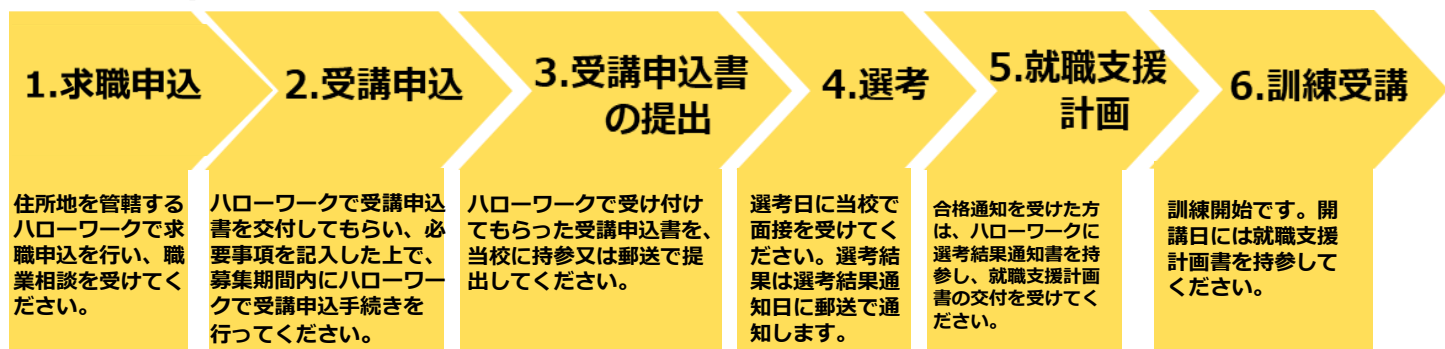 1.求職申込
住所地を管轄する
ハローワークで求
職申込を行い、職
業相談を受けてく
ださい。
2.受講申込
ハローワークで受講申込
書を交付してもらい、必
要事項を記入した上で、
募集期間内にハローワー
クで受講申込手続きを
行ってください。
3.受講申込書
の提出
ハローワークで受け付け
てもらった受講申込書を、
当校に持参又は郵送で提
出してください。
4.選考
選考日に当校で
面接を受けてく
ださい。選考結
果は選考結果通
知日に郵送で通
知します。
5.就職支援
計画
合格通知を受けた方
は、ハローワークに
選考結果通知書を持
参し、就職支援計画
書の交付を受けてく
ださい。
6.訓練受講
訓練開始です。開
講日には就職支援
計画書を持参して
ください。